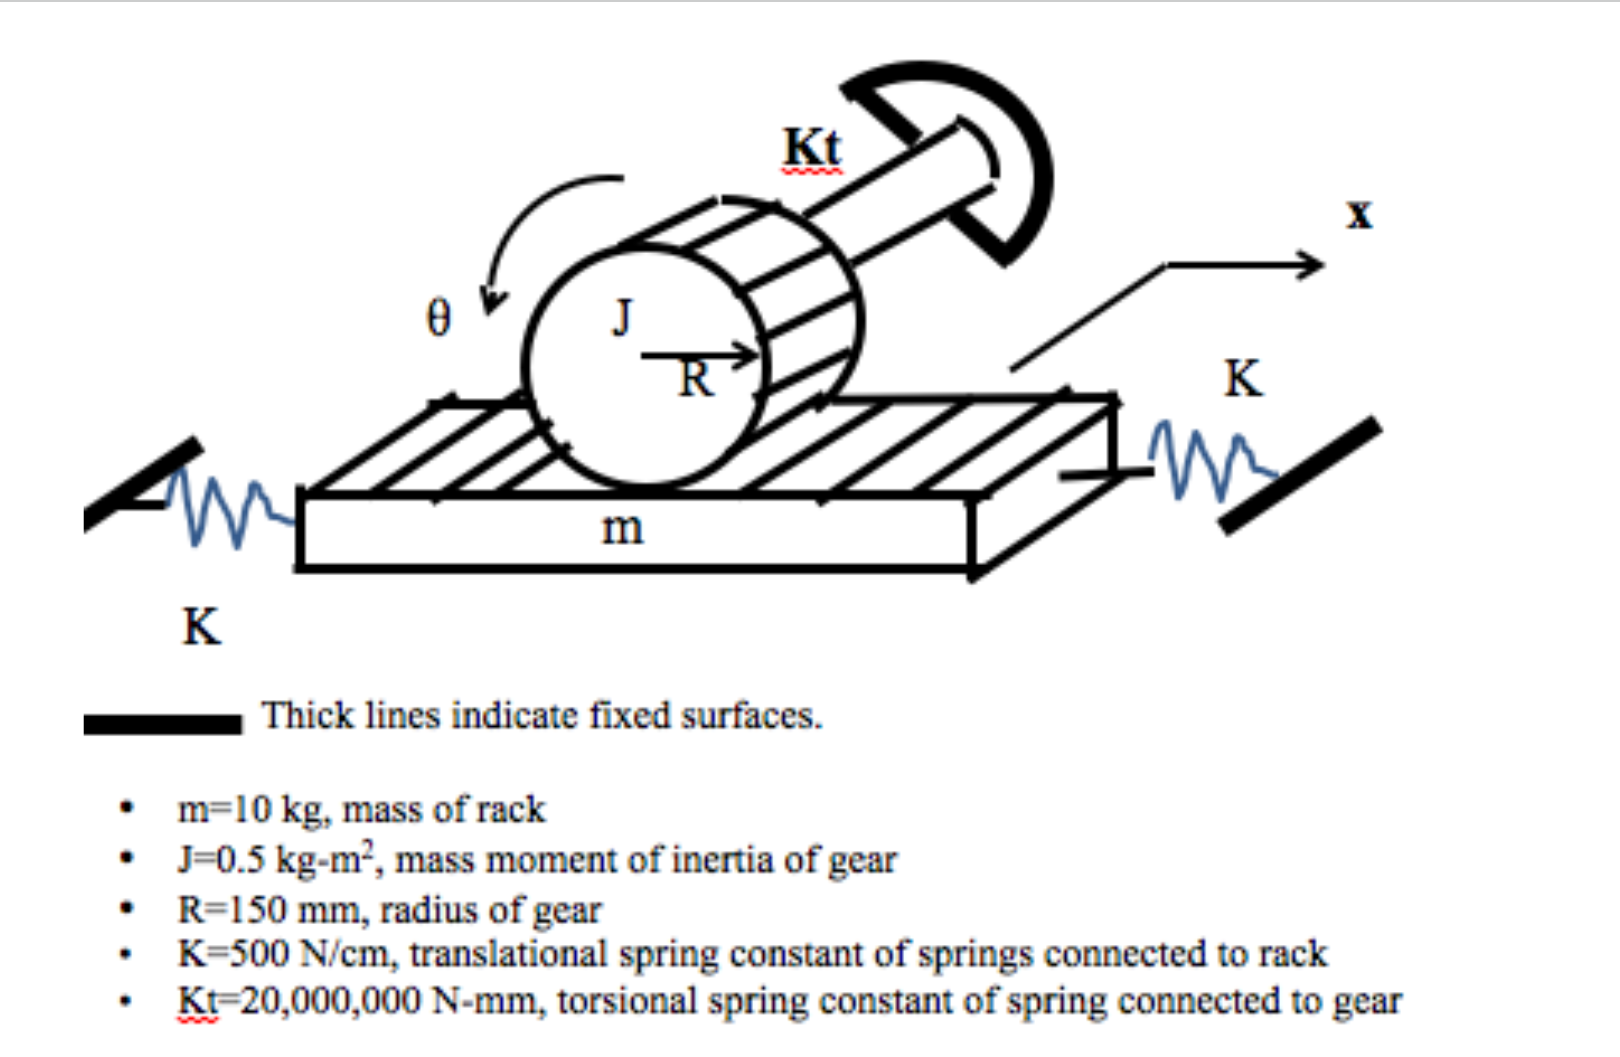 Kt
x
θ
J
R
K
m
K
Thick lines indicate fixed surfaces.
• m=10 kg, mass of rack
• J=0.5 kg-m², mass moment of inertia of gear
• R=150 mm, radius of gear
• K=500 N/cm, translational spring constant of springs connected to rack
• Kt=20,000,000 N-mm, torsional spring constant of spring connected to gear